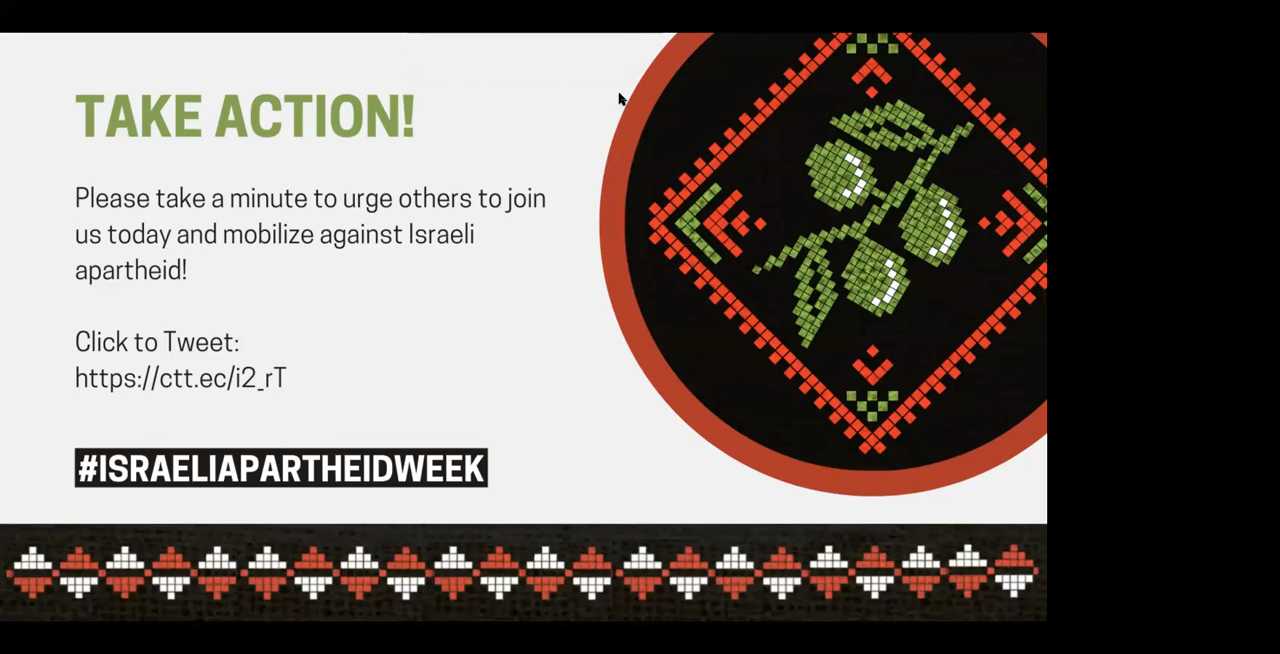 TAKE ACTION!
Please take a minute to urge others to join
us today and mobilize against Israeli
apartheid!
Click to Tweet:
https://ctt.ec/i2_rT
#ISRAELIAPARTHEIDWEEK